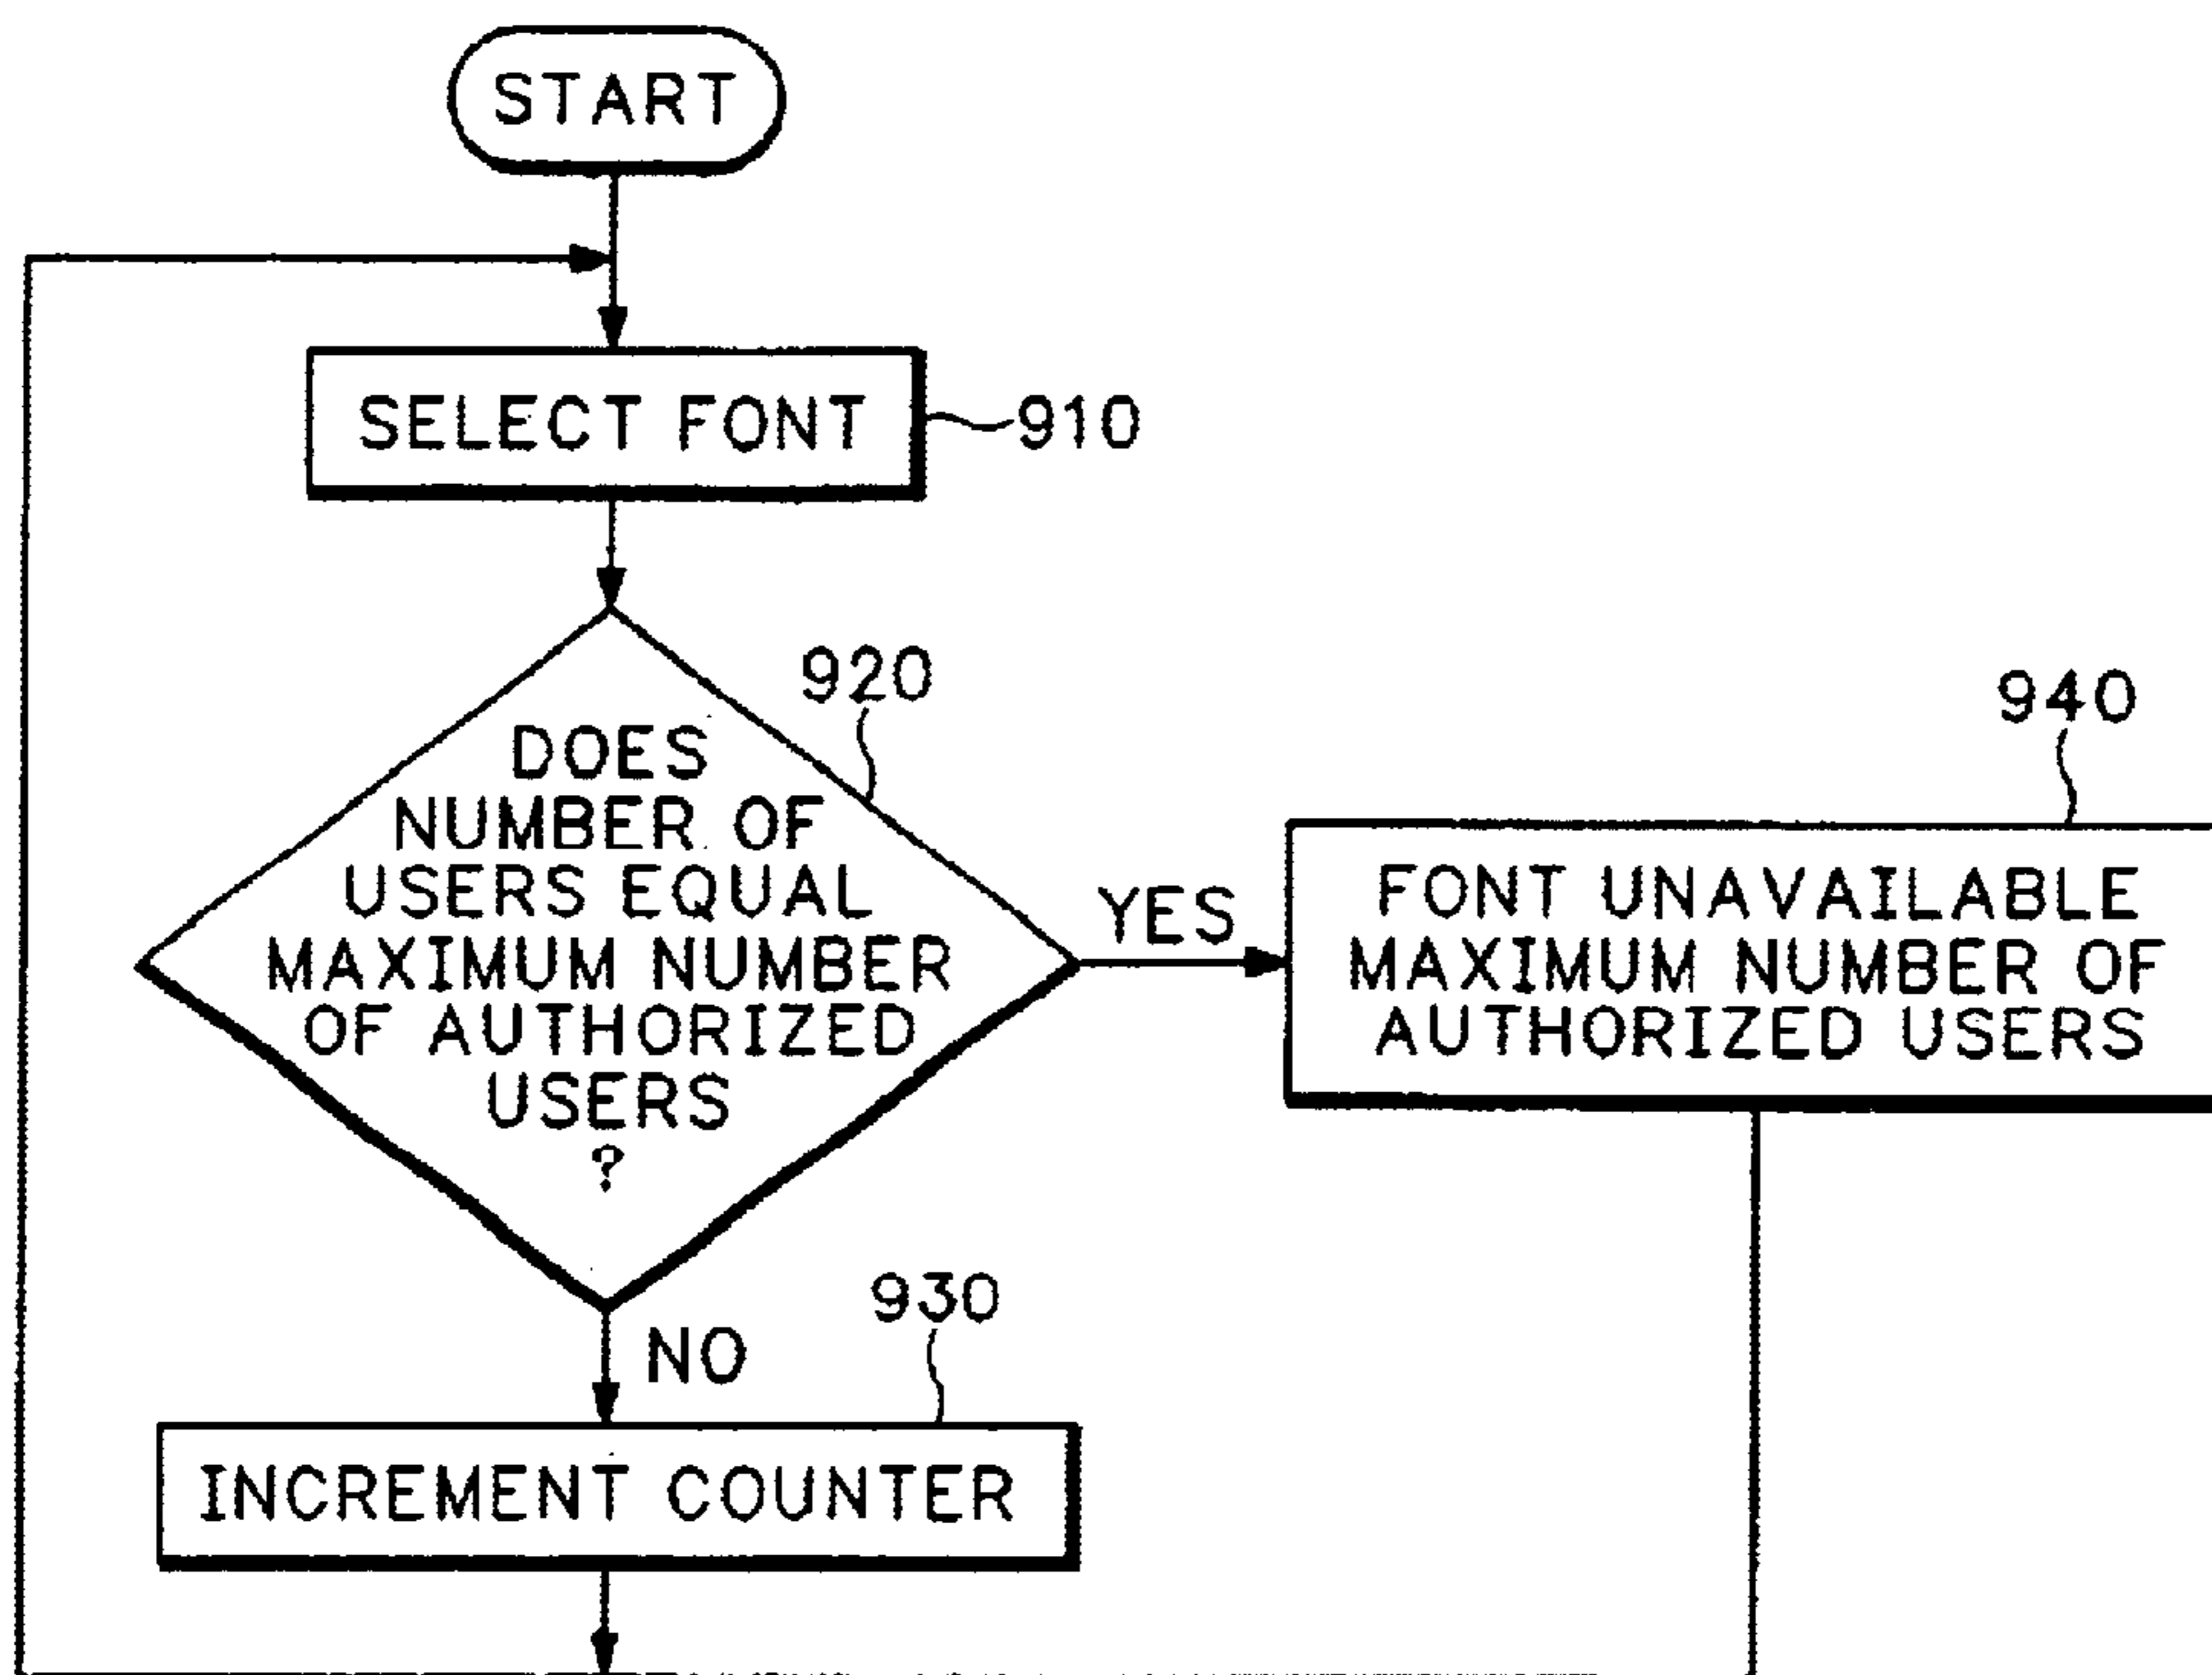 START
SELECT FONT
910
920
DOES
NUMBER OF
USERS EQUAL
MAXIMUM NUMBER
OF AUTHORIZED
USERS
?
YES
940
FONT UNAVAILABLE
MAXIMUM NUMBER OF
AUTHORIZED USERS
NO
930
INCREMENT COUNTER